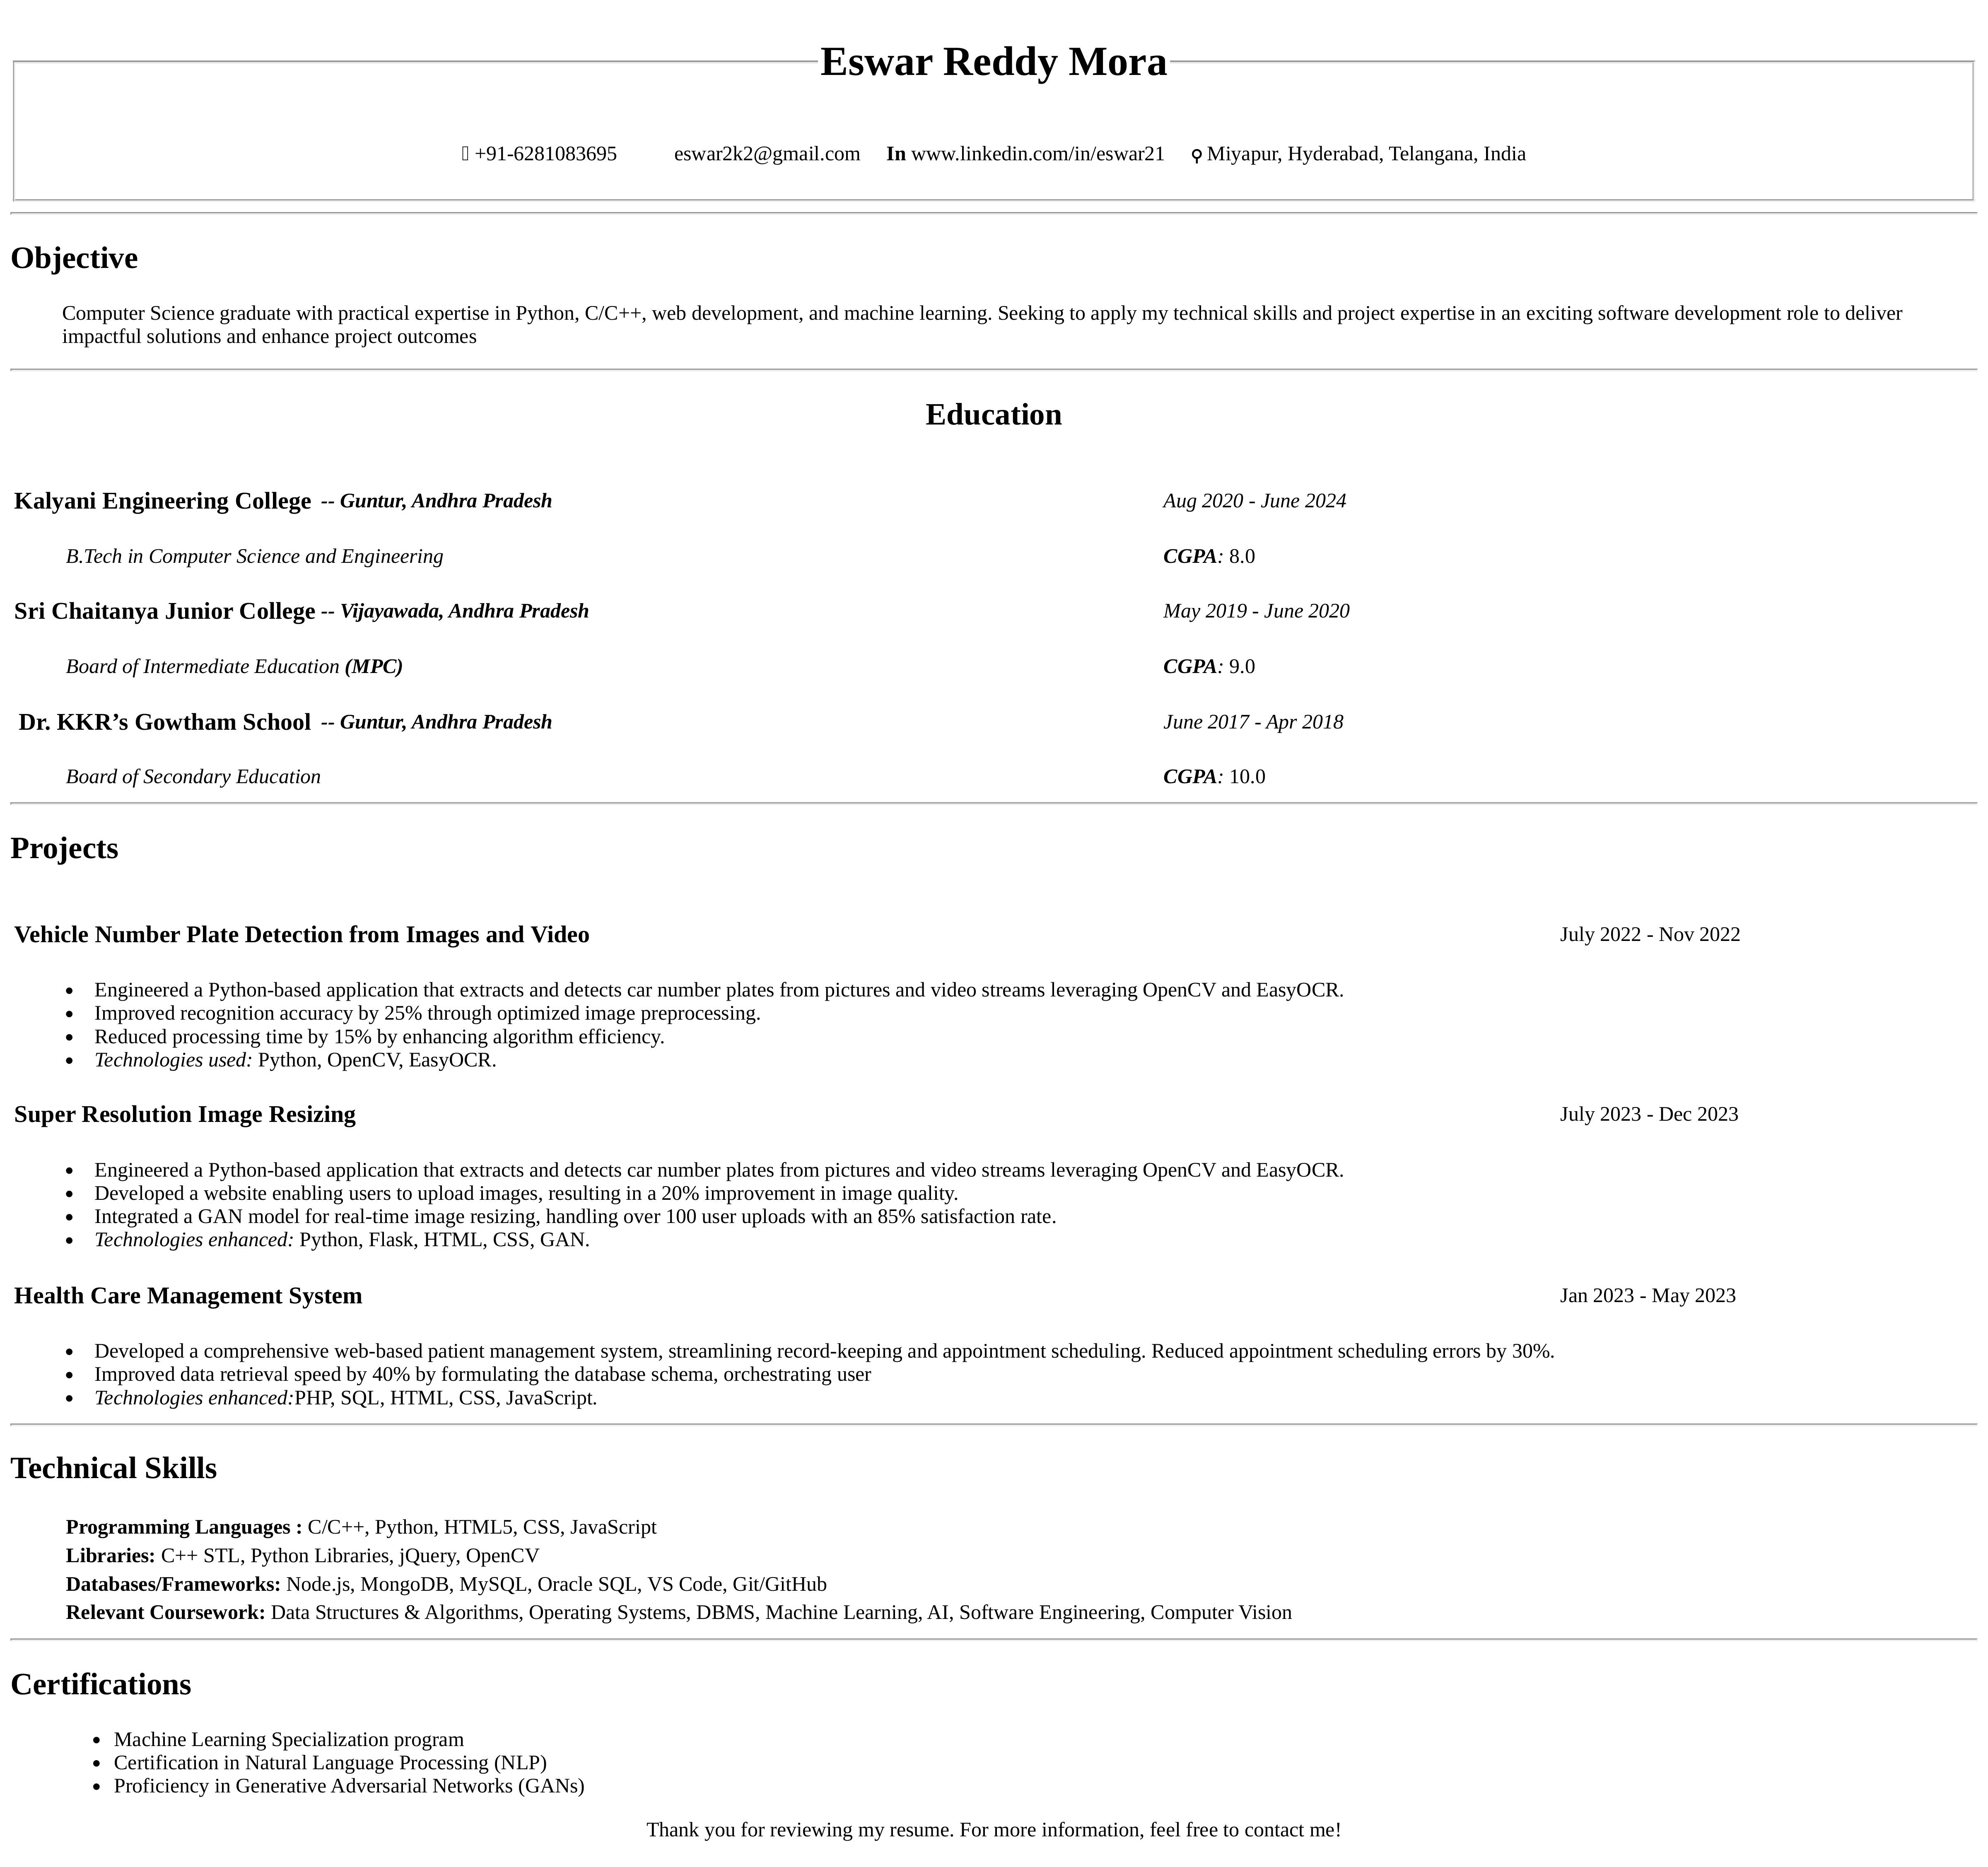 Eswar Reddy Mora
+91-6281083695 eswar2k2@gmail.com In www.linkedin.com/in/eswar21 Miyapur, Hyderabad, Telangana, India
Objective
Computer Science graduate with practical expertise in Python, C/C++, web development, and machine learning. Seeking to apply my technical skills and project expertise in an exciting software development role to deliver
impactful solutions and enhance project outcomes
Education
Kalyani Engineering College -- Guntur, Andhra Pradesh Aug 2020 - June 2024
B.Tech in Computer Science and Engineering CGPA: 8.0
Sri Chaitanya Junior College -- Vijayawada, Andhra Pradesh May 2019 - June 2020
Board of Intermediate Education (MPC) CGPA: 9.0
Dr. KKR’s Gowtham School -- Guntur, Andhra Pradesh June 2017 - Apr 2018
Board of Secondary Education CGPA: 10.0
Projects
Vehicle Number Plate Detection from Images and Video July 2022 - Nov 2022
• Engineered a Python-based application that extracts and detects car number plates from pictures and video streams leveraging OpenCV and EasyOCR.
• Improved recognition accuracy by 25% through optimized image preprocessing.
• Reduced processing time by 15% by enhancing algorithm efficiency.
• Technologies used: Python, OpenCV, EasyOCR.
Super Resolution Image Resizing July 2023 - Dec 2023
• Engineered a Python-based application that extracts and detects car number plates from pictures and video streams leveraging OpenCV and EasyOCR.
• Developed a website enabling users to upload images, resulting in a 20% improvement in image quality.
• Integrated a GAN model for real-time image resizing, handling over 100 user uploads with an 85% satisfaction rate.
• Technologies enhanced: Python, Flask, HTML, CSS, GAN.
Health Care Management System Jan 2023 - May 2023
• Developed a comprehensive web-based patient management system, streamlining record-keeping and appointment scheduling. Reduced appointment scheduling errors by 30%.
• Improved data retrieval speed by 40% by formulating the database schema, orchestrating user
• Technologies enhanced:PHP, SQL, HTML, CSS, JavaScript.
Technical Skills
Programming Languages : C/C++, Python, HTML5, CSS, JavaScript
Libraries: C++ STL, Python Libraries, jQuery, OpenCV
Databases/Frameworks: Node.js, MongoDB, MySQL, Oracle SQL, VS Code, Git/GitHub
Relevant Coursework: Data Structures & Algorithms, Operating Systems, DBMS, Machine Learning, AI, Software Engineering, Computer Vision
Certifications
• Machine Learning Specialization program
• Certification in Natural Language Processing (NLP)
• Proficiency in Generative Adversarial Networks (GANs)
Thank you for reviewing my resume. For more information, feel free to contact me!